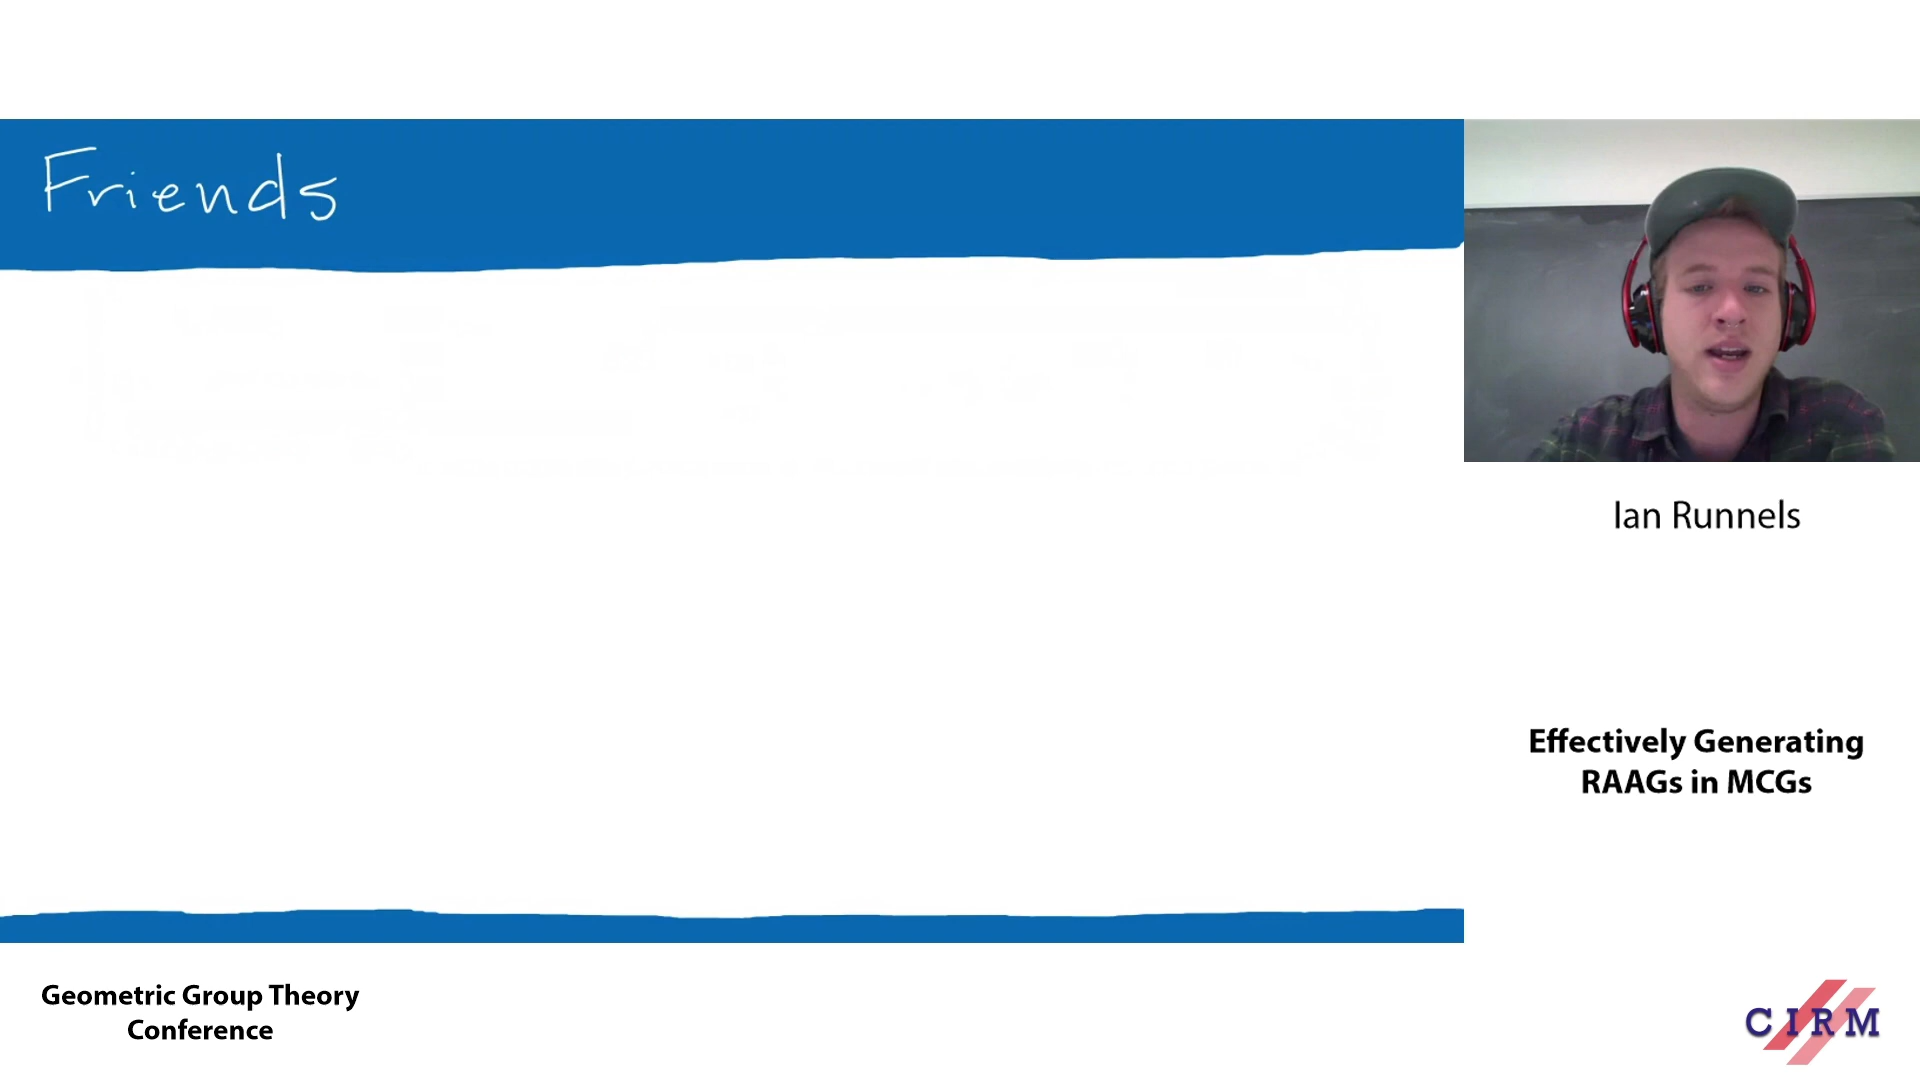 Friends
Ian Runnels
Effectively Generating
RAAGs in MCGs
Geometric Group Theory
Conference
CIRM